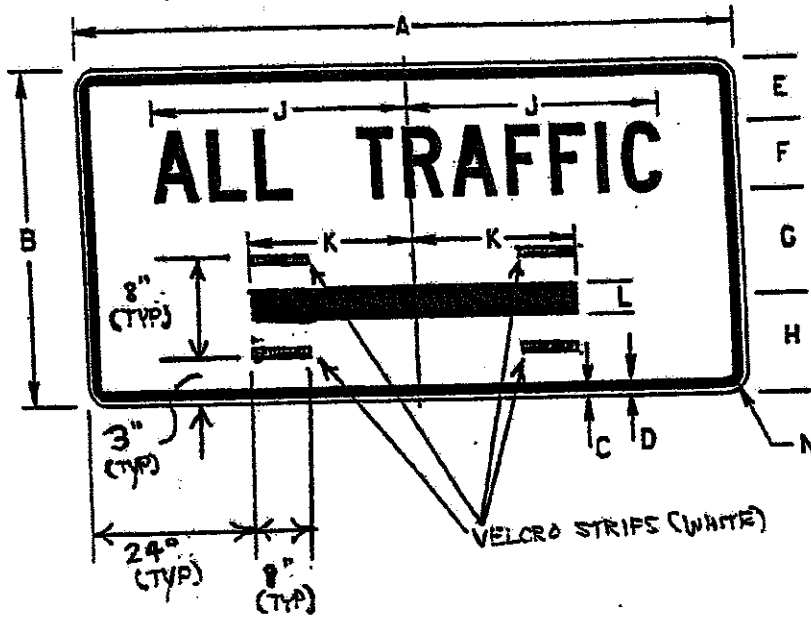 A
E
J J
ALL TRAFFIC
F
B
K K
G
8"
(TYP)
L
H
3"
(TYP)
C D
N
VELCRO STRIPS (WHITE)
24"
(TYP)
8"
(TYP)